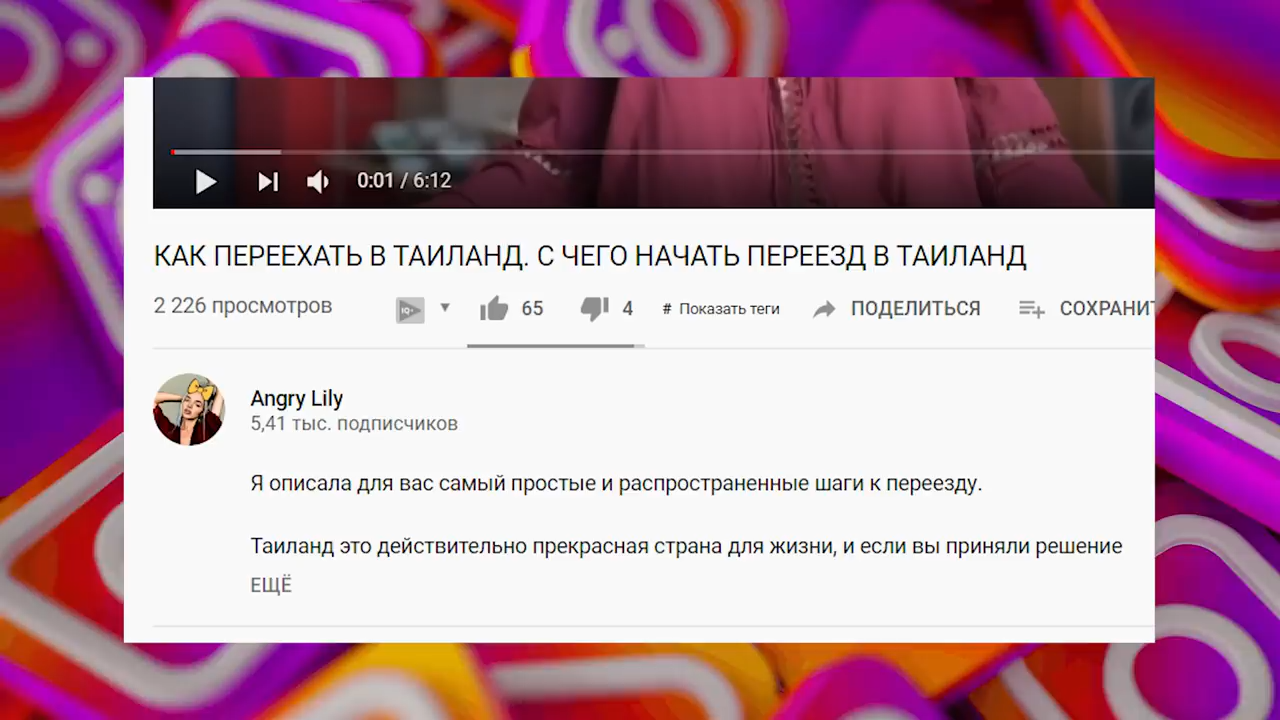 0:01 / 6:12
КАК ПЕРЕЕХАТЬ В ТАИЛАНД. С ЧЕГО НАЧАТЬ ПЕРЕЕЗД В ТАИЛАНД
2 226 просмотров IQ+ 65 4 # Показать теги ПОДЕЛИТЬСЯ СОХРАНИТ
Angry Lily
5,41 тыс. подписчиков
Я описала для вас самый простые и распространенные шаги к переезду.
Таиланд это действительно прекрасная страна для жизни, и если вы приняли решение
ЕЩЁ